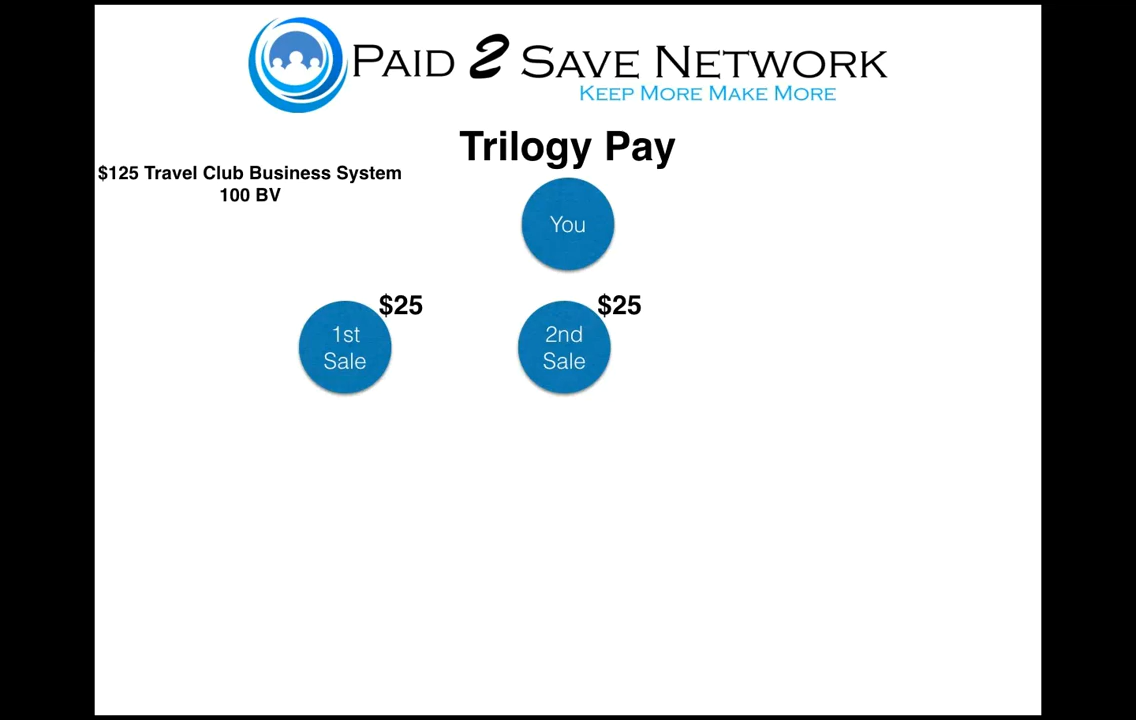 PAID 2 SAVE NETWORK
KEEP MORE MAKE MORE
Trilogy Pay
$125 Travel Club Business System
100 BV
You
$25
$25
1st
Sale
2nd
Sale